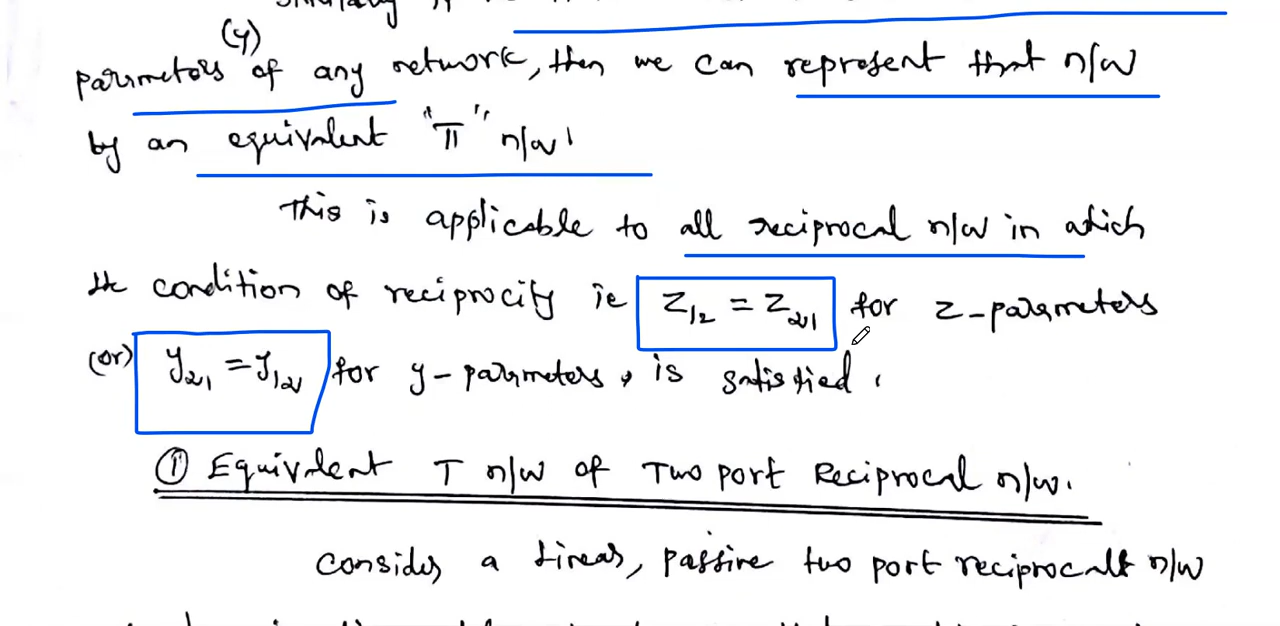 (y)
parameters of any network, then we can represent that n/w
by an equivalent "π" n/w.
This is applicable to all reciprocal n/w in which
the condition of reciprocity ie Z12 = Z21 for z-parameters
(or) y21 = y12 for y-parameters, is satisfied.
① Equivalent T n/w of Two port Reciprocal n/w.
consider a linear, passive two port reciprocal n/w